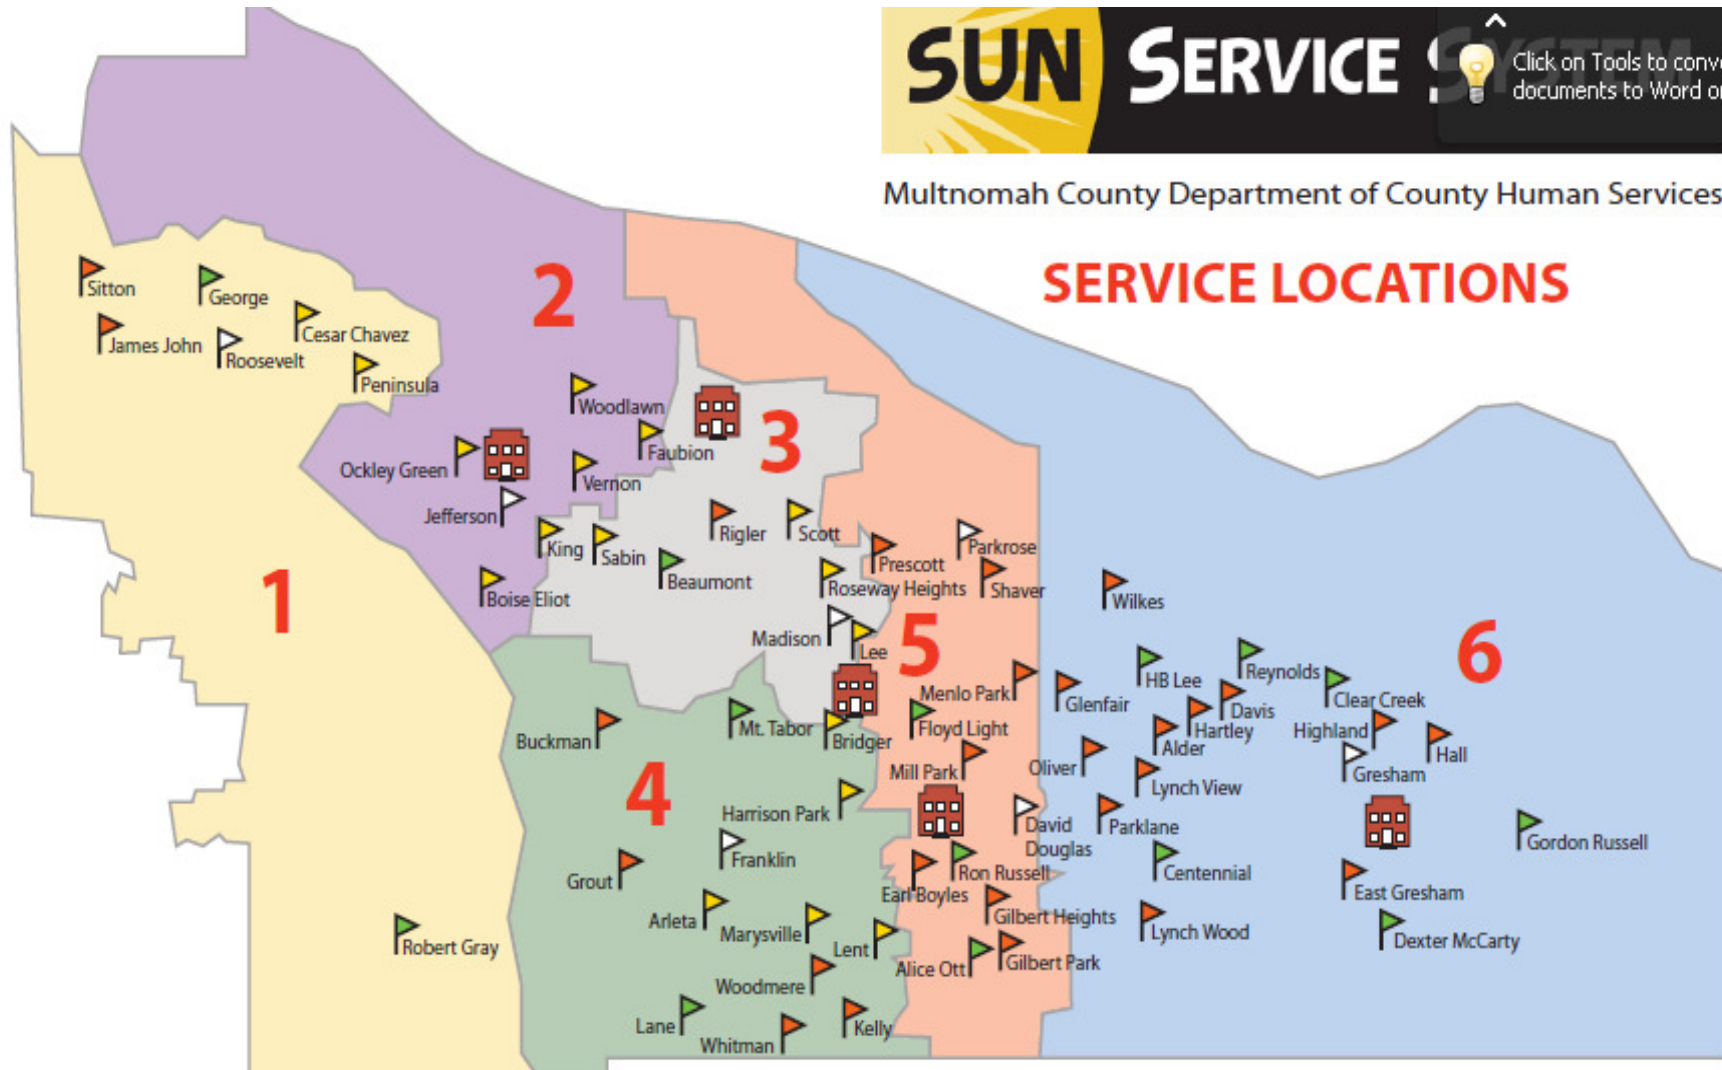 SUN SERVICE SYSTEM
Click on Tools to conve
documents to Word or
Multnomah County Department of County Human Services
SERVICE LOCATIONS
1
2
3
4
5
6
Sitton
George
James John
Roosevelt
Cesar Chavez
Peninsula
Woodlawn
Faubion
Ockley Green
Vernon
Jefferson
King
Sabin
Boise Eliot
Rigler
Scott
Beaumont
Roseway Heights
Madison
Lee
Prescott
Parkrose
Shaver
Wilkes
Menlo Park
Glenfair
HB Lee
Reynolds
Clear Creek
Davis
Hartley
Highland
Hall
Alder
Gresham
Buckman
Mt. Tabor
Bridger
Floyd Light
Mill Park
Oliver
Lynch View
Harrison Park
David
Douglas
Parklane
Gordon Russell
Franklin
Grout
Ron Russell
Earl Boyles
Centennial
East Gresham
Arleta
Marysville
Lent
Gilbert Heights
Lynch Wood
Dexter McCarty
Robert Gray
Alice Ott
Gilbert Park
Woodmere
Lane
Whitman
Kelly